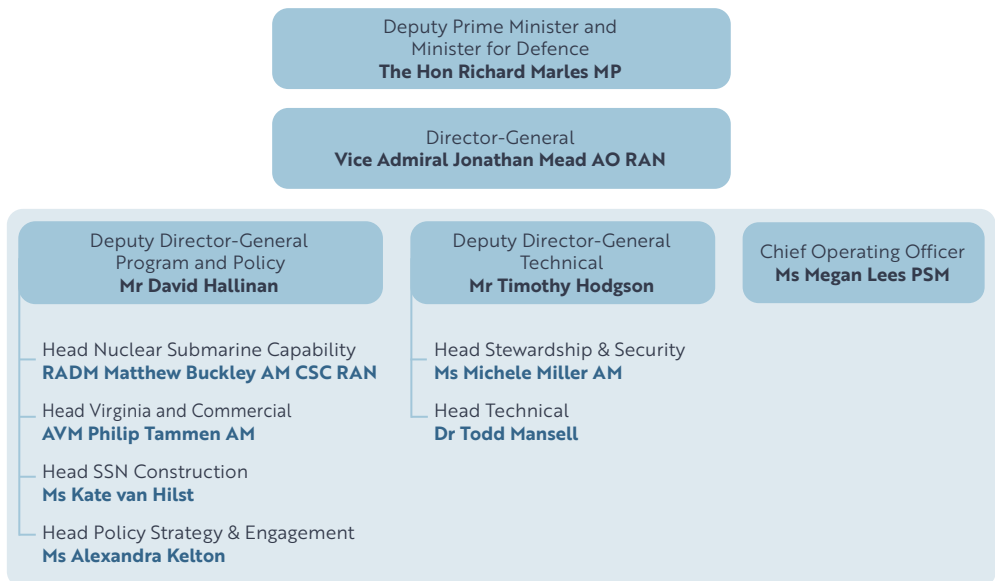 Deputy Prime Minister and
Minister for Defence
The Hon Richard Marles MP
Director-General
Vice Admiral Jonathan Mead AO RAN
Deputy Director-General
Program and Policy
Mr David Hallinan
Head Nuclear Submarine Capability
RADM Matthew Buckley AM CSC RAN
Head Virginia and Commercial
AVM Philip Tammen AM
Head SSN Construction
Ms Kate van Hilst
Head Policy Strategy & Engagement
Ms Alexandra Kelton
Deputy Director-General
Technical
Mr Timothy Hodgson
Head Stewardship & Security
Ms Michele Miller AM
Head Technical
Dr Todd Mansell
Chief Operating Officer
Ms Megan Lees PSM